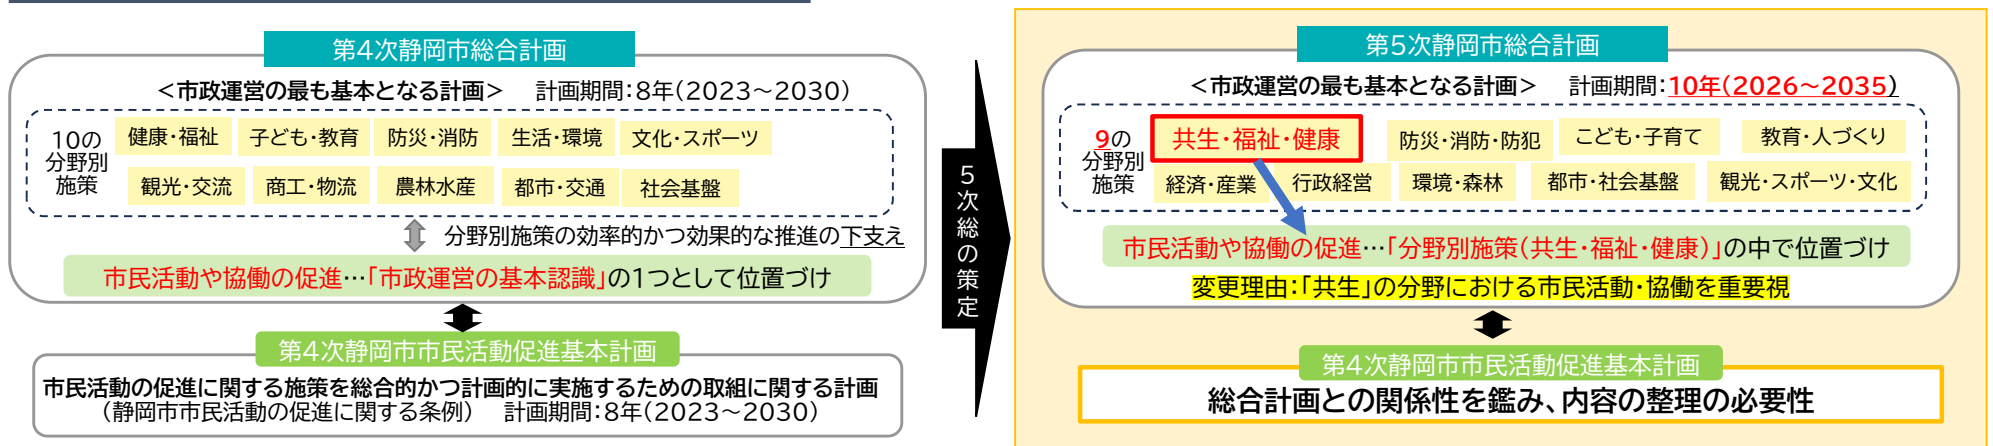 第4次静岡市総合計画
＜市政運営の最も基本となる計画＞ 計画期間：8年(2023～2030)
10の
分野別
施策
健康・福祉 子ども・教育 防災・消防 生活・環境 文化・スポーツ
観光・交流 商工・物流 農林水産 都市・交通 社会基盤
分野別施策の効率的かつ効果的な推進の下支え
市民活動や協働の促進…「市政運営の基本認識」の1つとして位置づけ
第4次静岡市市民活動促進基本計画
市民活動の促進に関する施策を総合的かつ計画的に実施するための取組に関する計画
（静岡市市民活動の促進に関する条例） 計画期間：8年(2023～2030)
5次総の策定
第5次静岡市総合計画
＜市政運営の最も基本となる計画＞ 計画期間：10年(2026～2035)
9の
分野別
施策
共生・福祉・健康 防災・消防・防犯 こども・子育て 教育・人づくり
経済・産業 行政経営 環境・森林 都市・社会基盤 観光・スポーツ・文化
市民活動や協働の促進…「分野別施策(共生・福祉・健康)」の中で位置づけ
変更理由：「共生」の分野における市民活動・協働を重要視
第4次静岡市市民活動促進基本計画
総合計画との関係性を鑑み、内容の整理の必要性